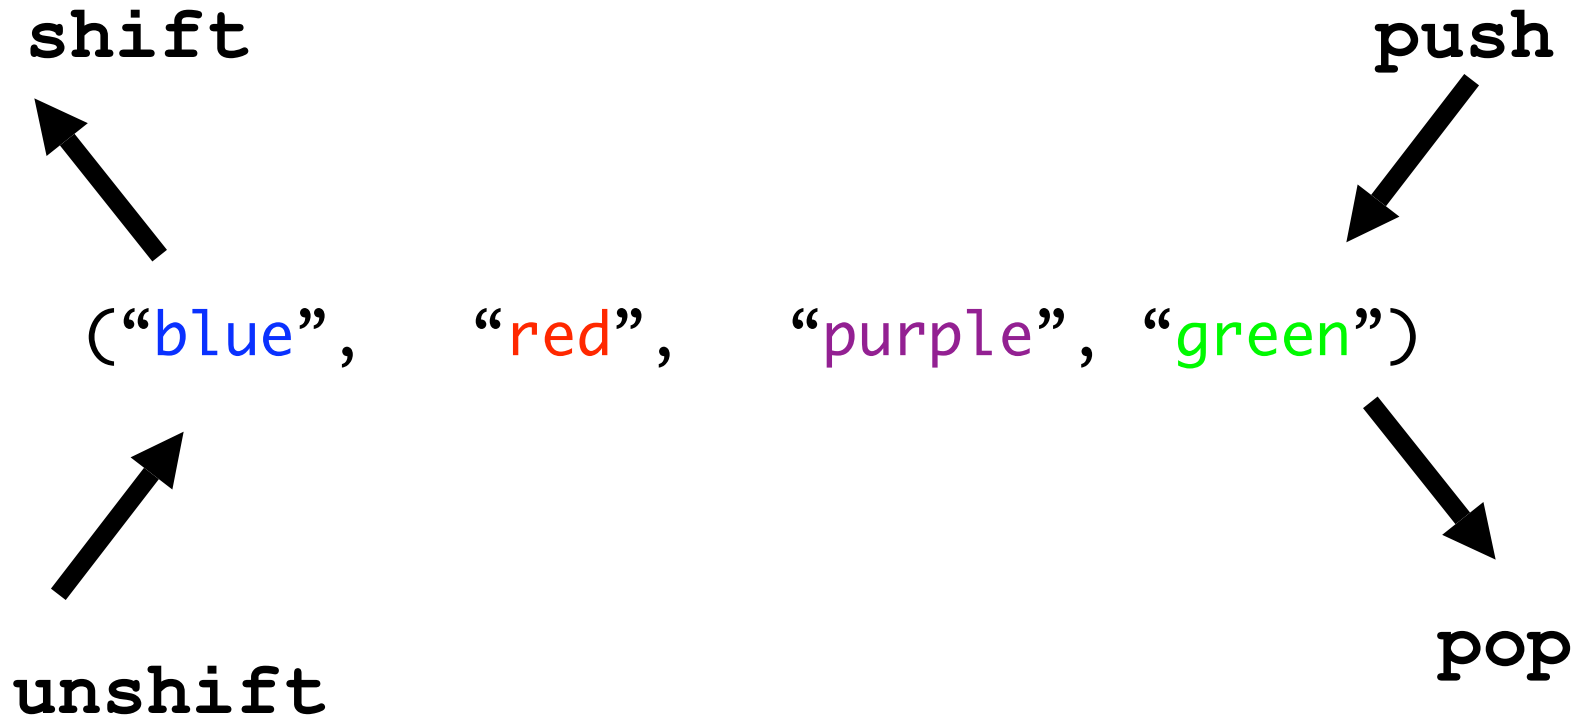 shift push
(“blue”, “red”, “purple”, “green”)
unshift pop